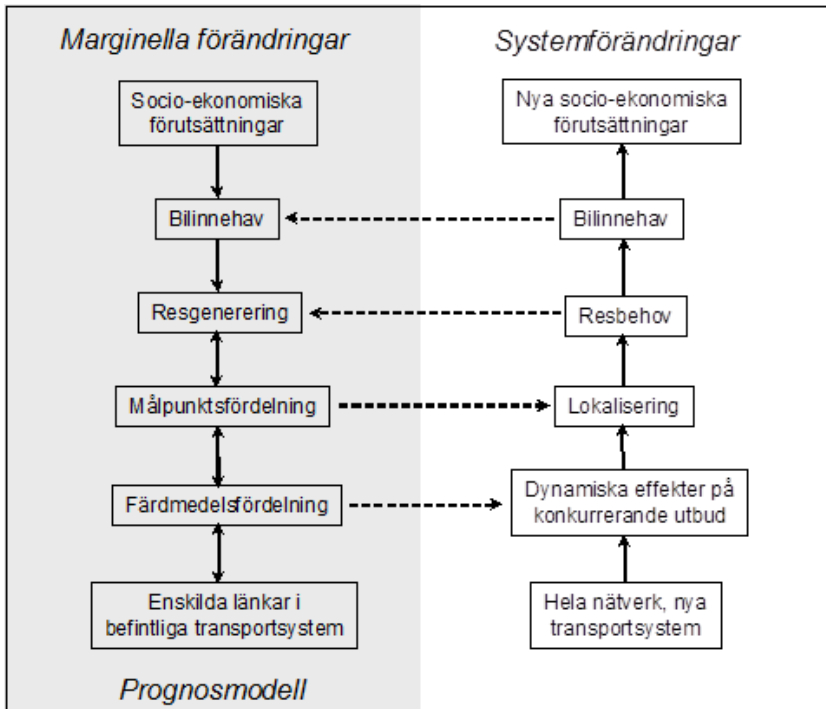 Marginella förändringar
Socio-ekonomiska
förutsättningar
Bilinnehav
Resgenerering
Målpunktsfördelning
Färdmedelsfördelning
Enskilda länkar i
befintliga transportsystem
Prognosmodell
Systemförändringar
Nya socio-ekonomiska
förutsättningar
Bilinnehav
Resbehov
Lokalisering
Dynamiska effekter på
konkurrerande utbud
Hela nätverk, nya
transportsystem